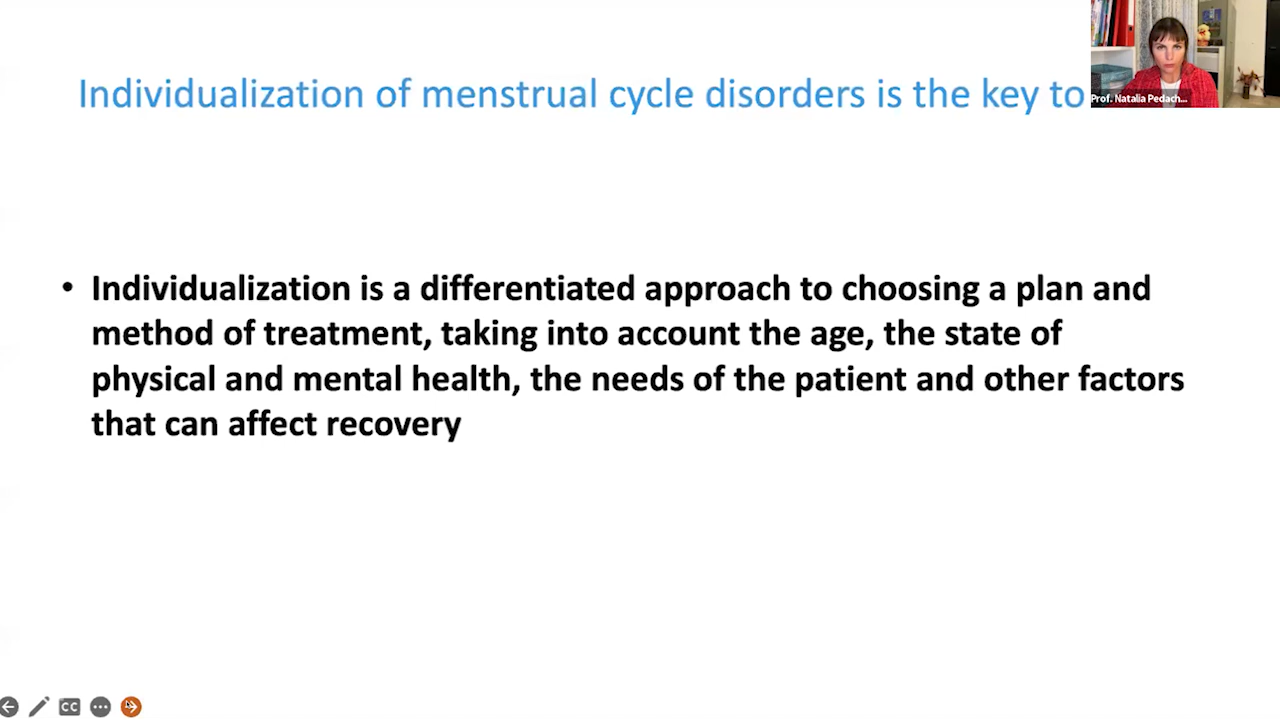 Individualization of menstrual cycle disorders is the key to
Prof. Natalia Pedach...
• Individualization is a differentiated approach to choosing a plan and
method of treatment, taking into account the age, the state of
physical and mental health, the needs of the patient and other factors
that can affect recovery
CC